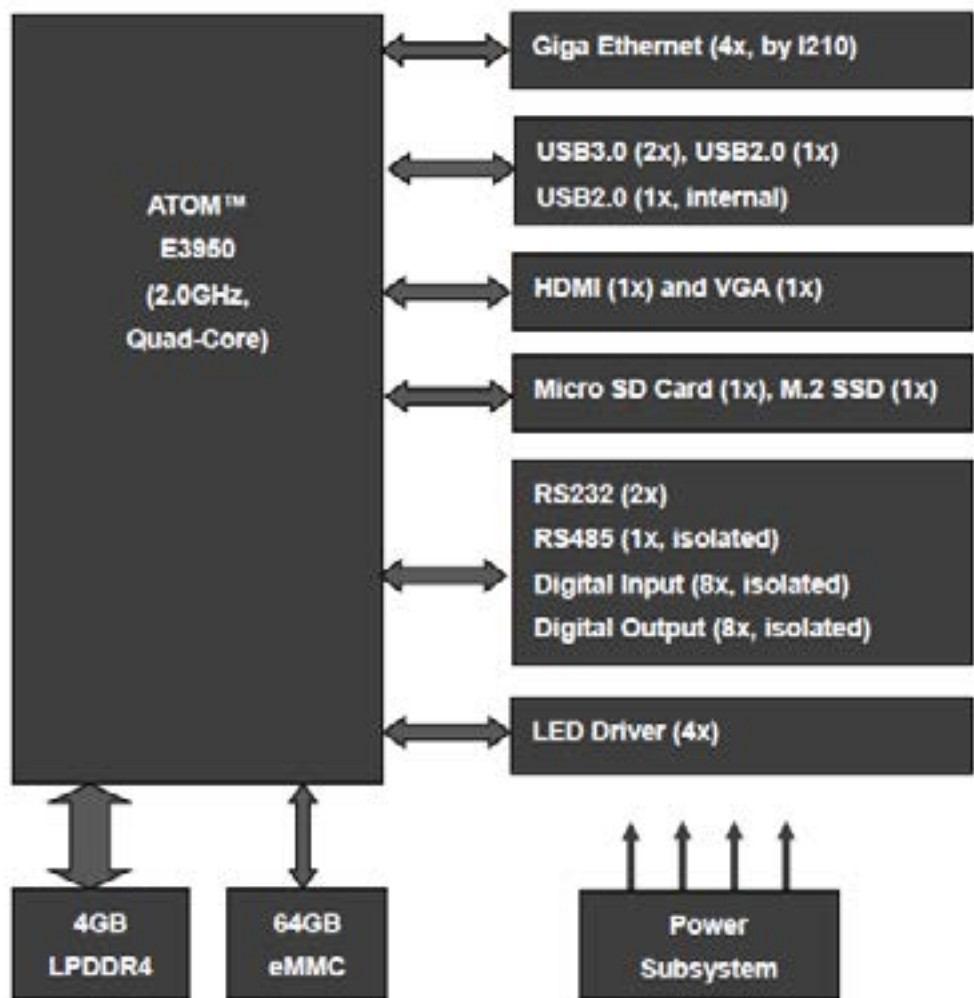 ATOM™
E3950
(2.0GHz,
Quad-Core)
Giga Ethernet (4x, by I210)
USB3.0 (2x), USB2.0 (1x)
USB2.0 (1x, internal)
HDMI (1x) and VGA (1x)
Micro SD Card (1x), M.2 SSD (1x)
RS232 (2x)
RS485 (1x, isolated)
Digital Input (8x, isolated)
Digital Output (8x, isolated)
LED Driver (4x)
4GB
LPDDR4
64GB
eMMC
Power
Subsystem